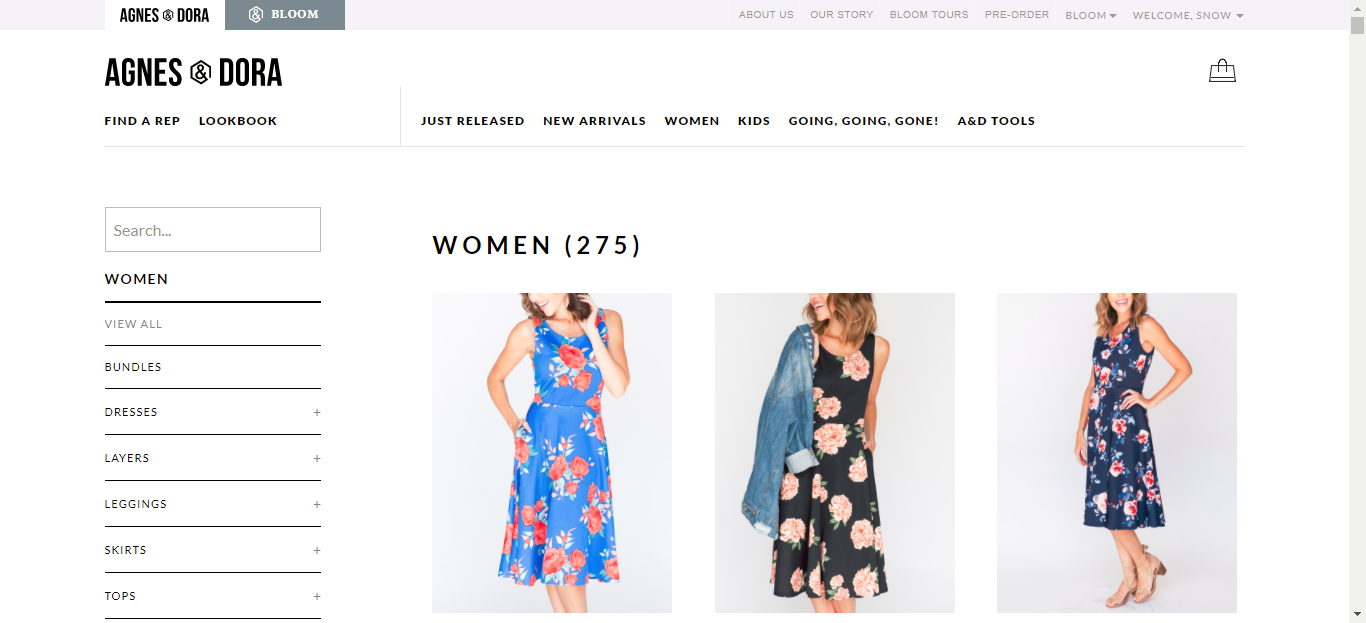 AGNES & DORA
& BLOOM
ABOUT US OUR STORY BLOOM TOURS PRE-ORDER BLOOM WELCOME, SNOW
AGNES & DORA
FIND A REP LOOKBOOK
JUST RELEASED NEW ARRIVALS WOMEN KIDS GOING, GOING, GONE! A&D TOOLS
Search...
WOMEN
VIEW ALL
BUNDLES
DRESSES +
LAYERS +
LEGGINGS +
SKIRTS +
TOPS +
WOMEN (275)